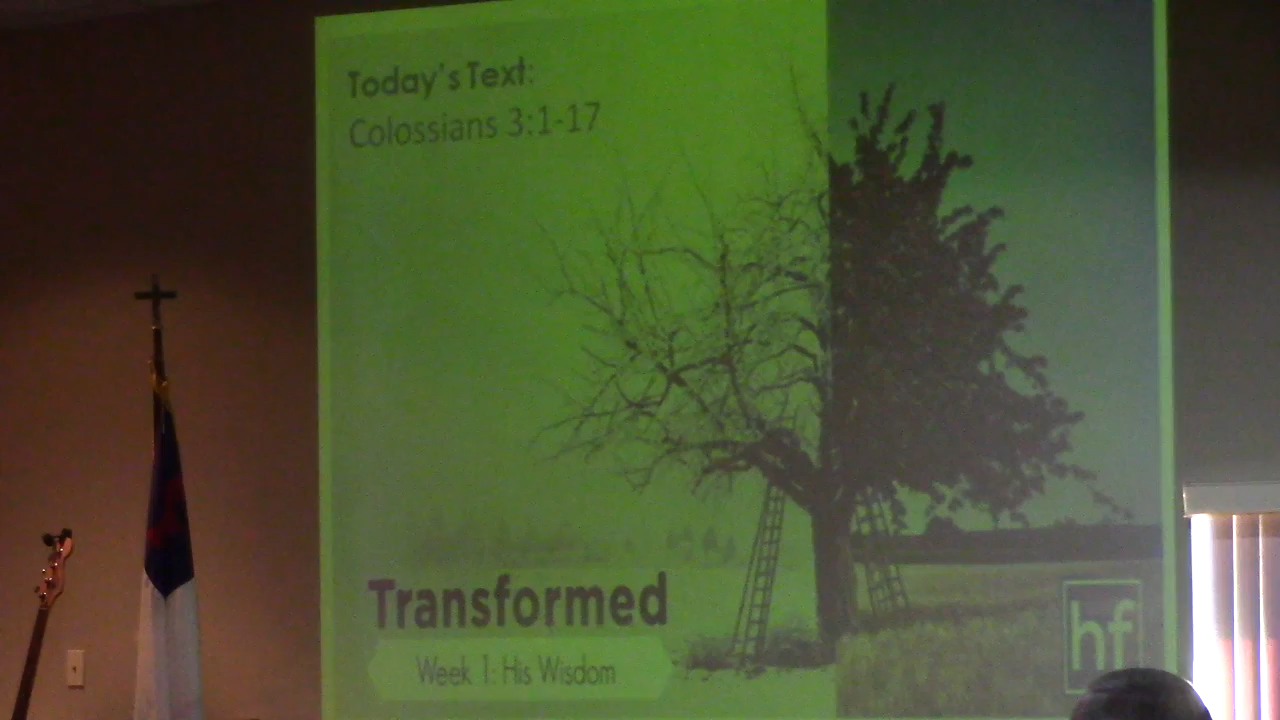 Today's Text:
Colossians 3:1-17
Transformed
Week 1: His Wisdom
hf